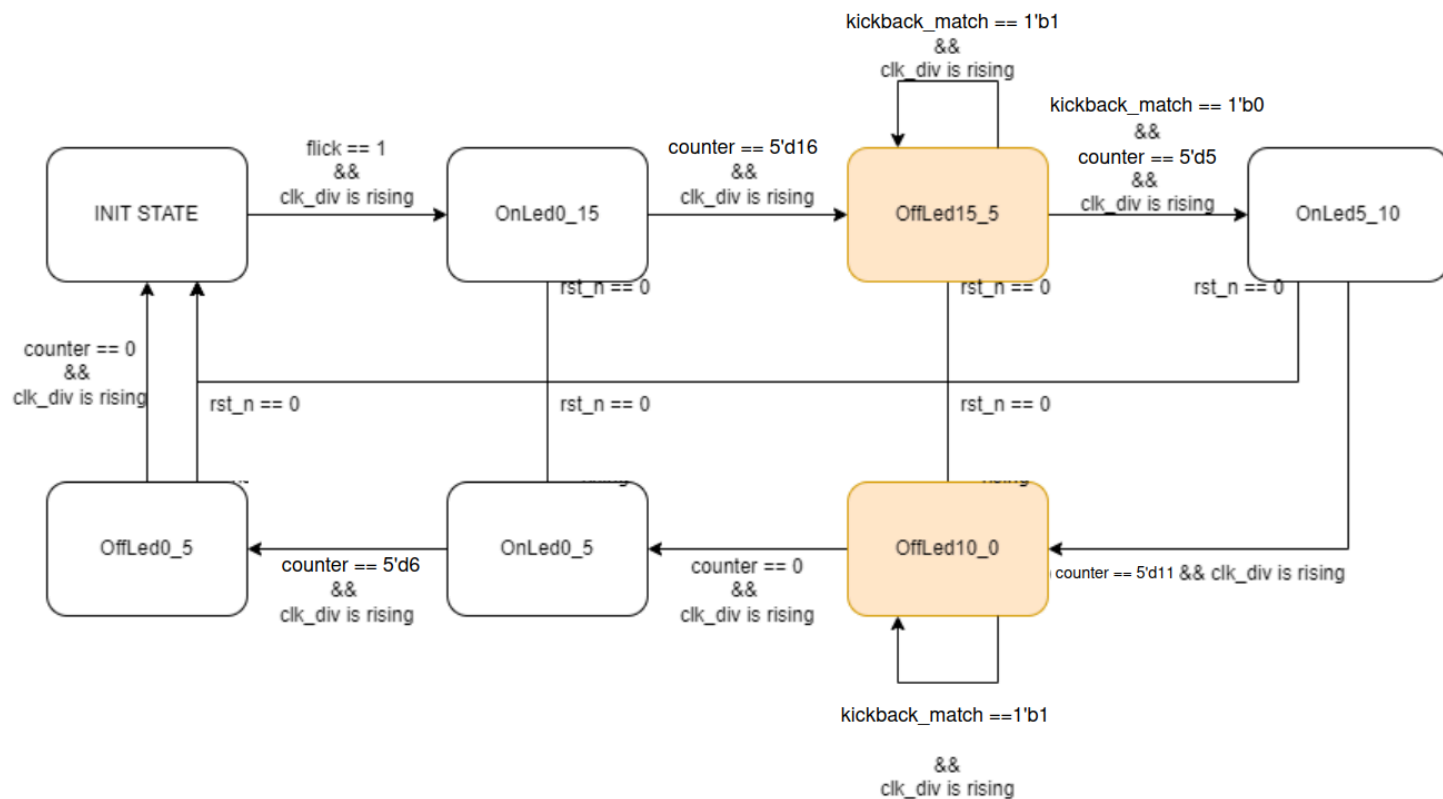 kickback_match == 1'b1
&&
clk_div is rising
kickback_match == 1'b0
&&
counter == 5'd5
&&
clk_div is rising
flick == 1
&&
clk_div is rising
counter == 5'd16
&&
clk_div is rising
INIT STATE
OnLed0_15
OffLed15_5
OnLed5_10
rst_n == 0
rst_n == 0
rst_n == 0
counter == 0
&&
clk_div is rising
rst_n == 0
rst_n == 0
rst_n == 0
OffLed0_5
OnLed0_5
OffLed10_0
counter == 5'd6
&&
clk_div is rising
counter == 0
&&
clk_div is rising
counter == 5'd11 && clk_div is rising
kickback_match ==1'b1
&&
clk_div is rising